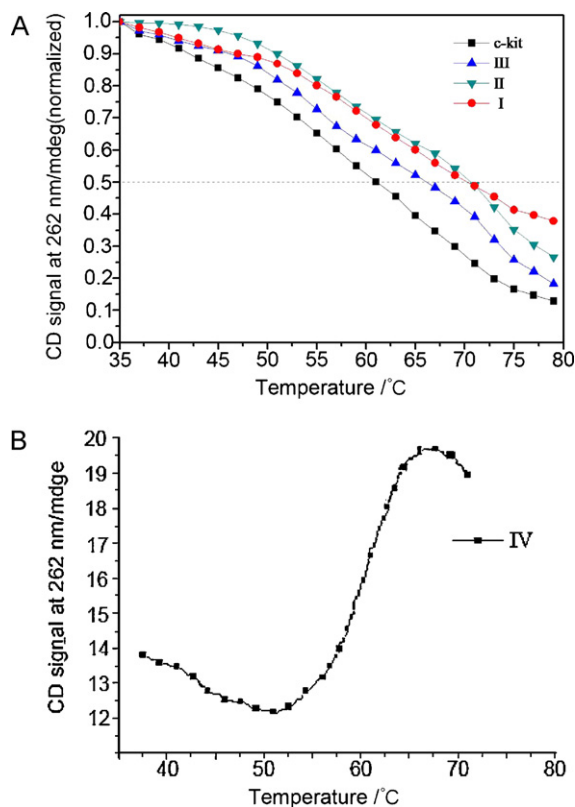 A
CD signal at 262 nm/mdeg(normalized)
1.0
0.9
0.8
0.7
0.6
0.5
0.4
0.3
0.2
0.1
0.0
c-kit
III
II
I
35 40 45 50 55 60 65 70 75 80
Temperature /°C
B
CD signal at 262 nm/mdge
20
19
18
17
16
15
14
13
12
IV
40 50 60 70 80
Temperature /°C